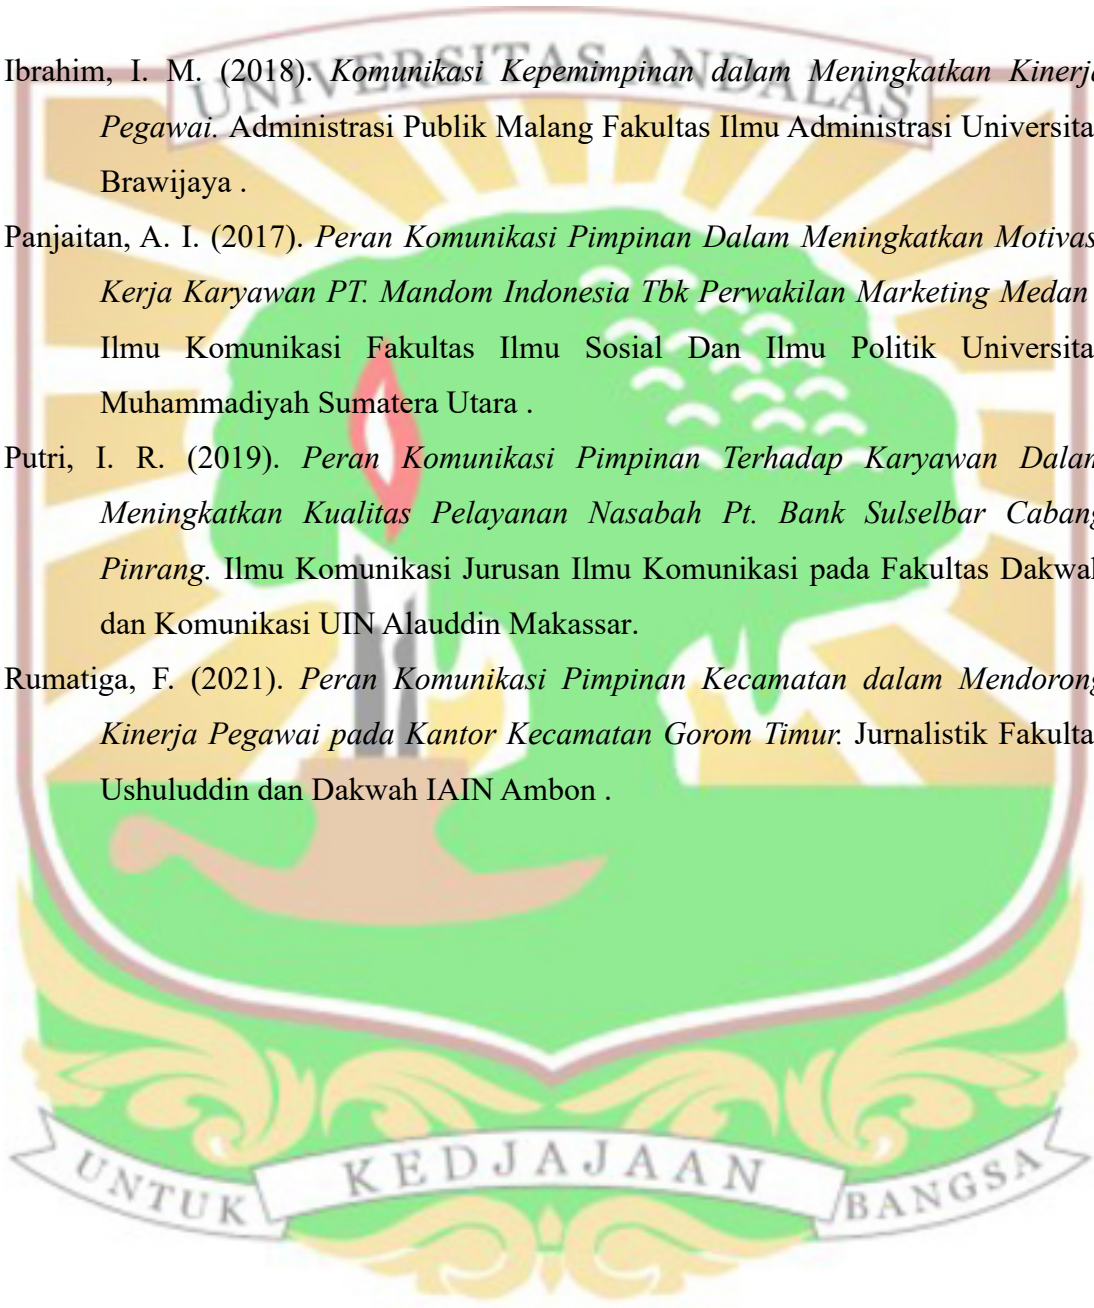 UNIVERSITAS ANDALAS
Ibrahim, I. M. (2018). Komunikasi Kepemimpinan dalam Meningkatkan Kinerja
Pegawai. Administrasi Publik Malang Fakultas Ilmu Administrasi Universita
Brawijaya .
Panjaitan, A. I. (2017). Peran Komunikasi Pimpinan Dalam Meningkatkan Motivas
Kerja Karyawan PT. Mandom Indonesia Tbk Perwakilan Marketing Medan
Ilmu Komunikasi Fakultas Ilmu Sosial Dan Ilmu Politik Universita
Muhammadiyah Sumatera Utara .
Putri, I. R. (2019). Peran Komunikasi Pimpinan Terhadap Karyawan Dalam
Meningkatkan Kualitas Pelayanan Nasabah Pt. Bank Sulselbar Cabang
Pinrang. Ilmu Komunikasi Jurusan Ilmu Komunikasi pada Fakultas Dakwah
dan Komunikasi UIN Alauddin Makassar.
Rumatiga, F. (2021). Peran Komunikasi Pimpinan Kecamatan dalam Mendorong
Kinerja Pegawai pada Kantor Kecamatan Gorom Timur. Jurnalistik Fakulta
Ushuluddin dan Dakwah IAIN Ambon .
UNTUK KEDJAJAAN BANGSA